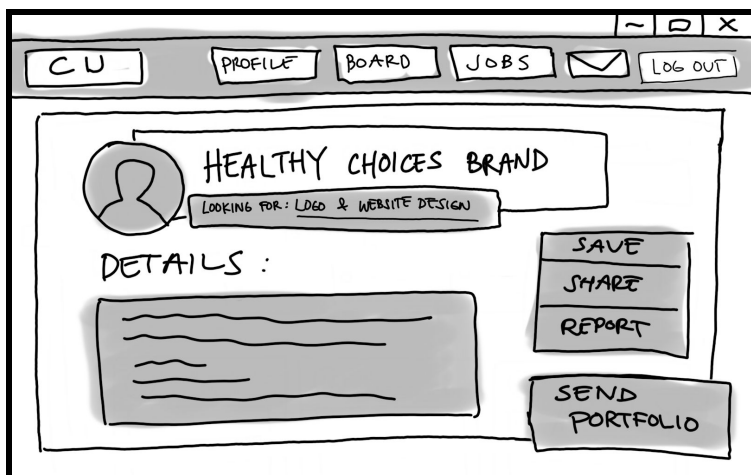 CU
PROFILE
BOARD
JOBS
LOG OUT
HEALTHY CHOICES BRAND
LOOKING FOR: LOGO & WEBSITE DESIGN
DETAILS:
SAVE
SHARE
REPORT
SEND
PORTFOLIO